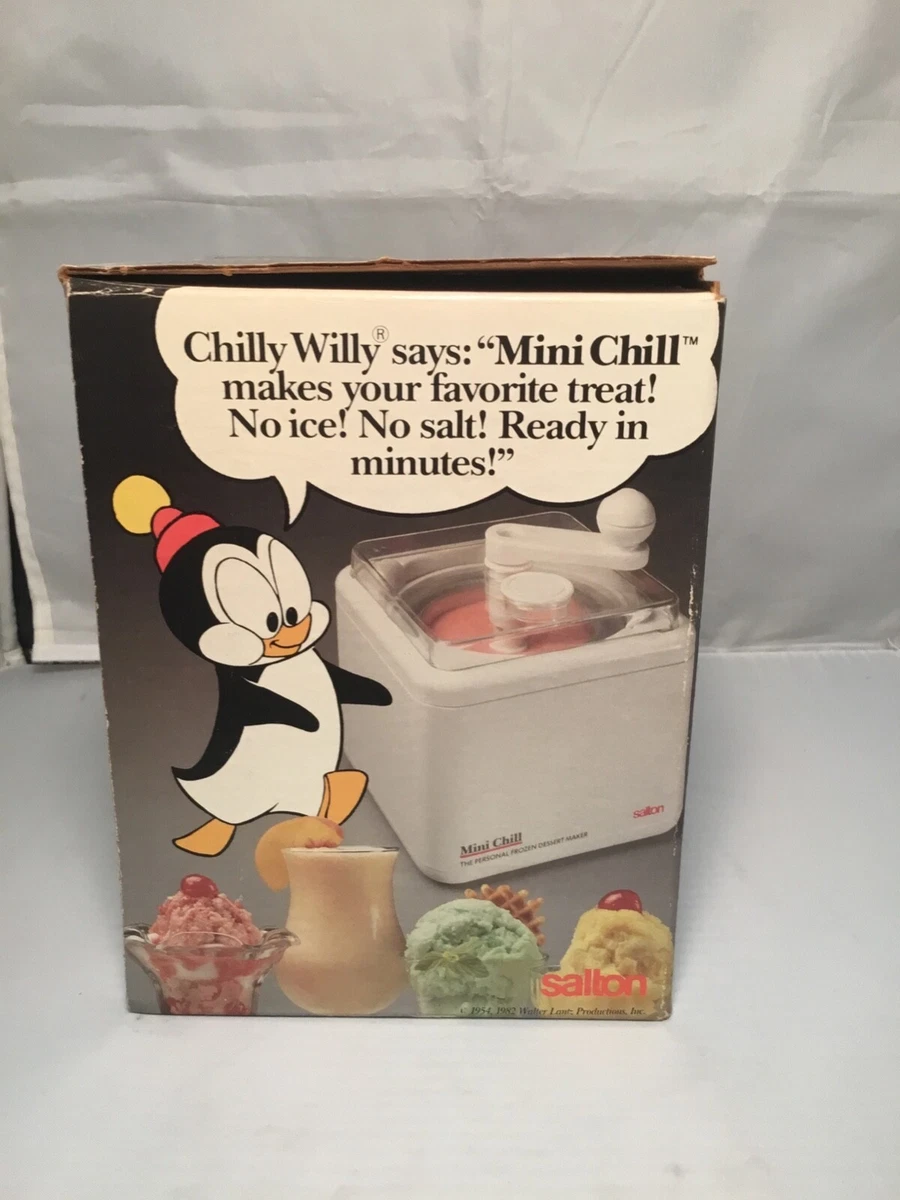 Chilly Willy® says: “Mini Chill™
makes your favorite treat!
No ice! No salt! Ready in
minutes!”
salton
Mini Chill
THE PERSONAL FROZEN DESSERT MAKER
salton
© 1954, 1982 Walter Lantz Productions, Inc.